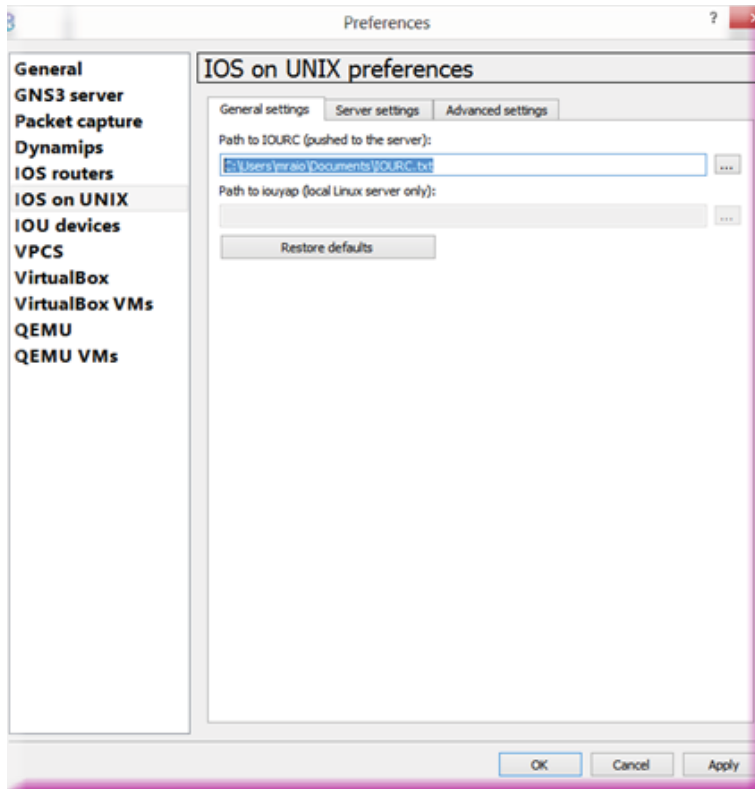 Preferences
?
General
GNS3 server
Packet capture
Dynamips
IOS routers
IOS on UNIX
IOU devices
VPCS
VirtualBox
VirtualBox VMs
QEMU
QEMU VMs
IOS on UNIX preferences
General settings Server settings Advanced settings
Path to IOURC (pushed to the server):
C:\Users\mraio\Documents\IOURC.txt
...
Path to iouyap (local Linux server only):
...
Restore defaults
OK Cancel Apply